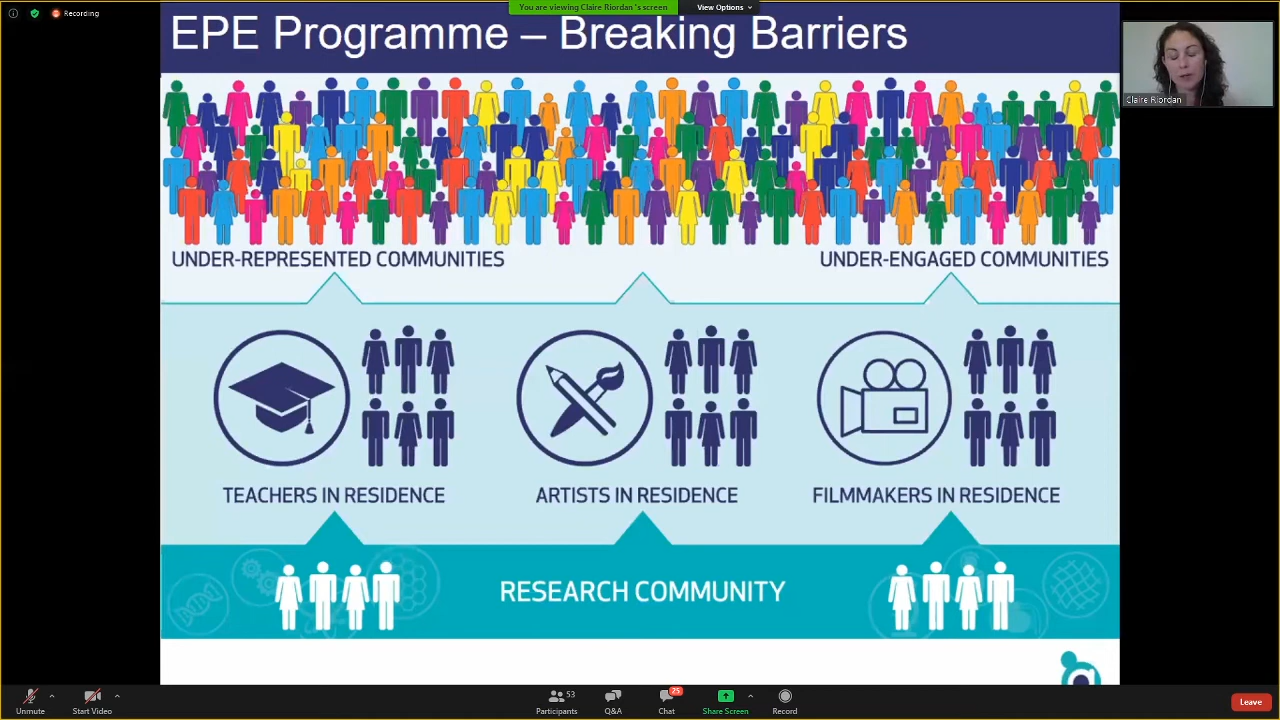 You are viewing Claire Riordan's screen
View Options
Recording
EPE Programme – Breaking Barriers
Claire Riordan
UNDER-REPRESENTED COMMUNITIES
UNDER-ENGAGED COMMUNITIES
TEACHERS IN RESIDENCE
ARTISTS IN RESIDENCE
FILMMAKERS IN RESIDENCE
RESEARCH COMMUNITY
53
25
Unmute
Start Video
Participants
Q&A
Chat
Share Screen
Record
Leave